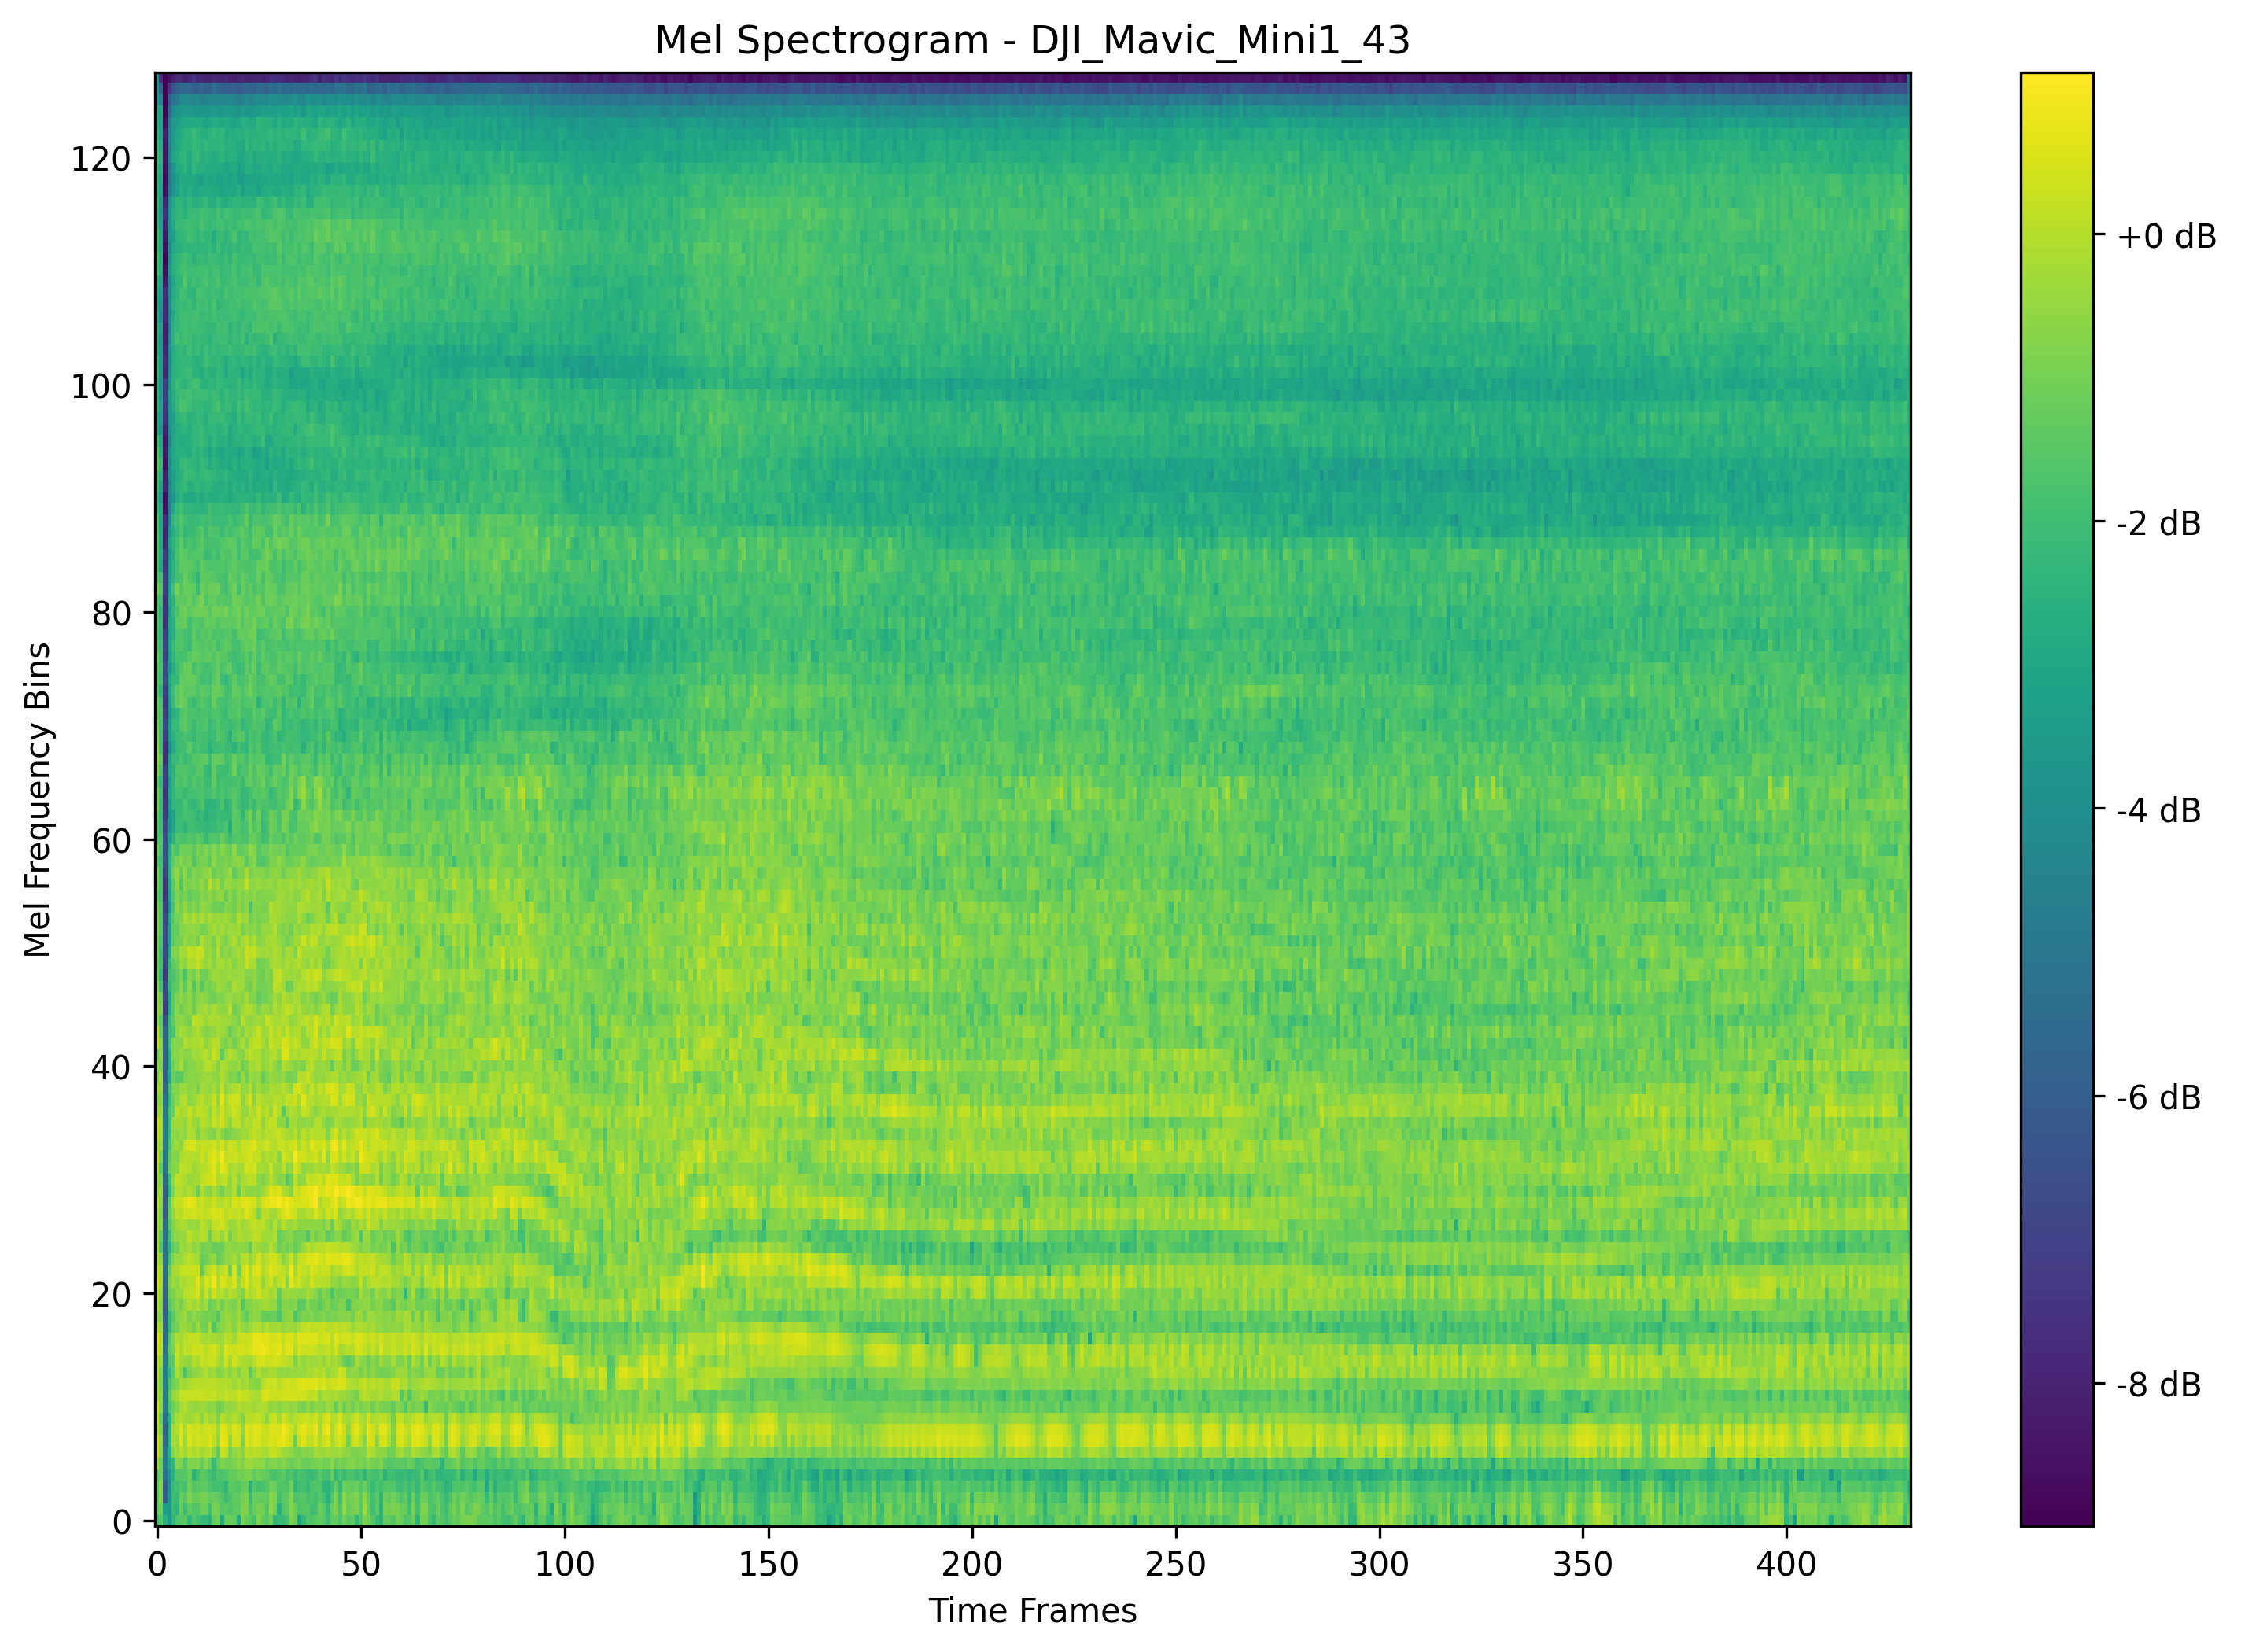 Mel Spectrogram - DJI_Mavic_Mini1_43
Mel Frequency Bins
120
100
80
60
40
20
0
0 50 100 150 200 250 300 350 400
Time Frames
+0 dB
-2 dB
-4 dB
-6 dB
-8 dB